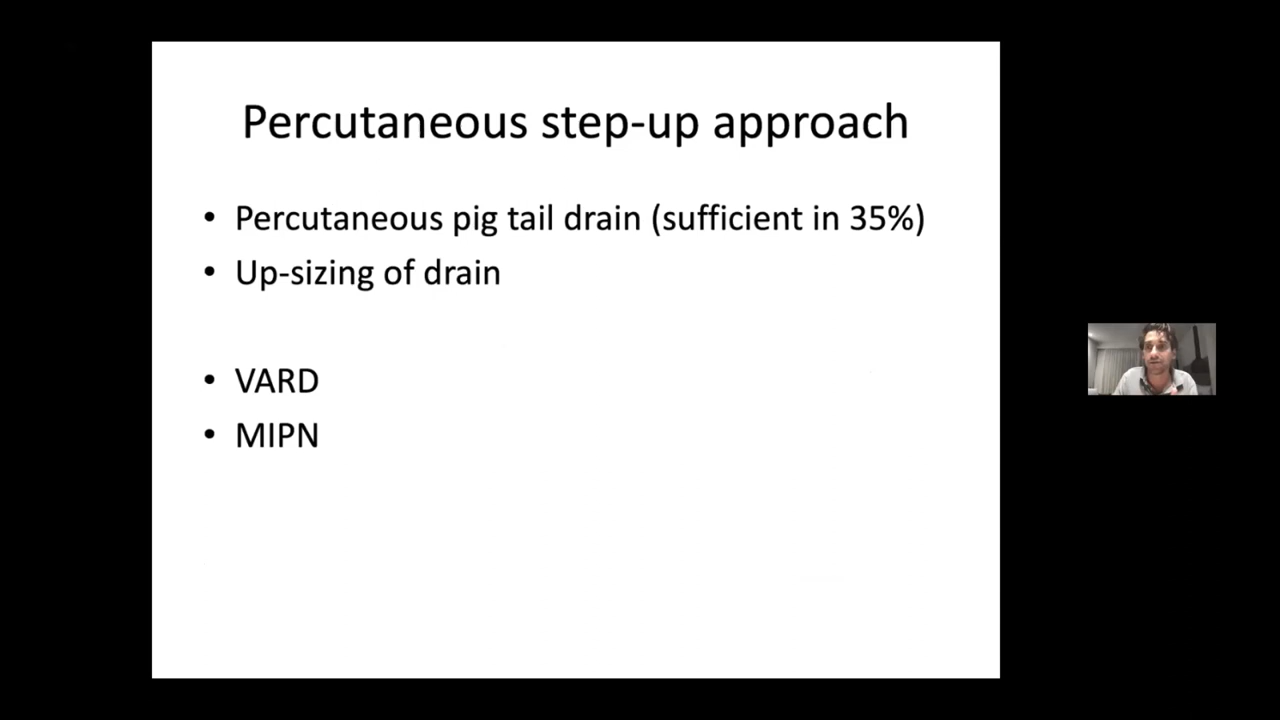 Percutaneous step-up approach
• Percutaneous pig tail drain (sufficient in 35%)
• Up-sizing of drain
• VARD
• MIPN